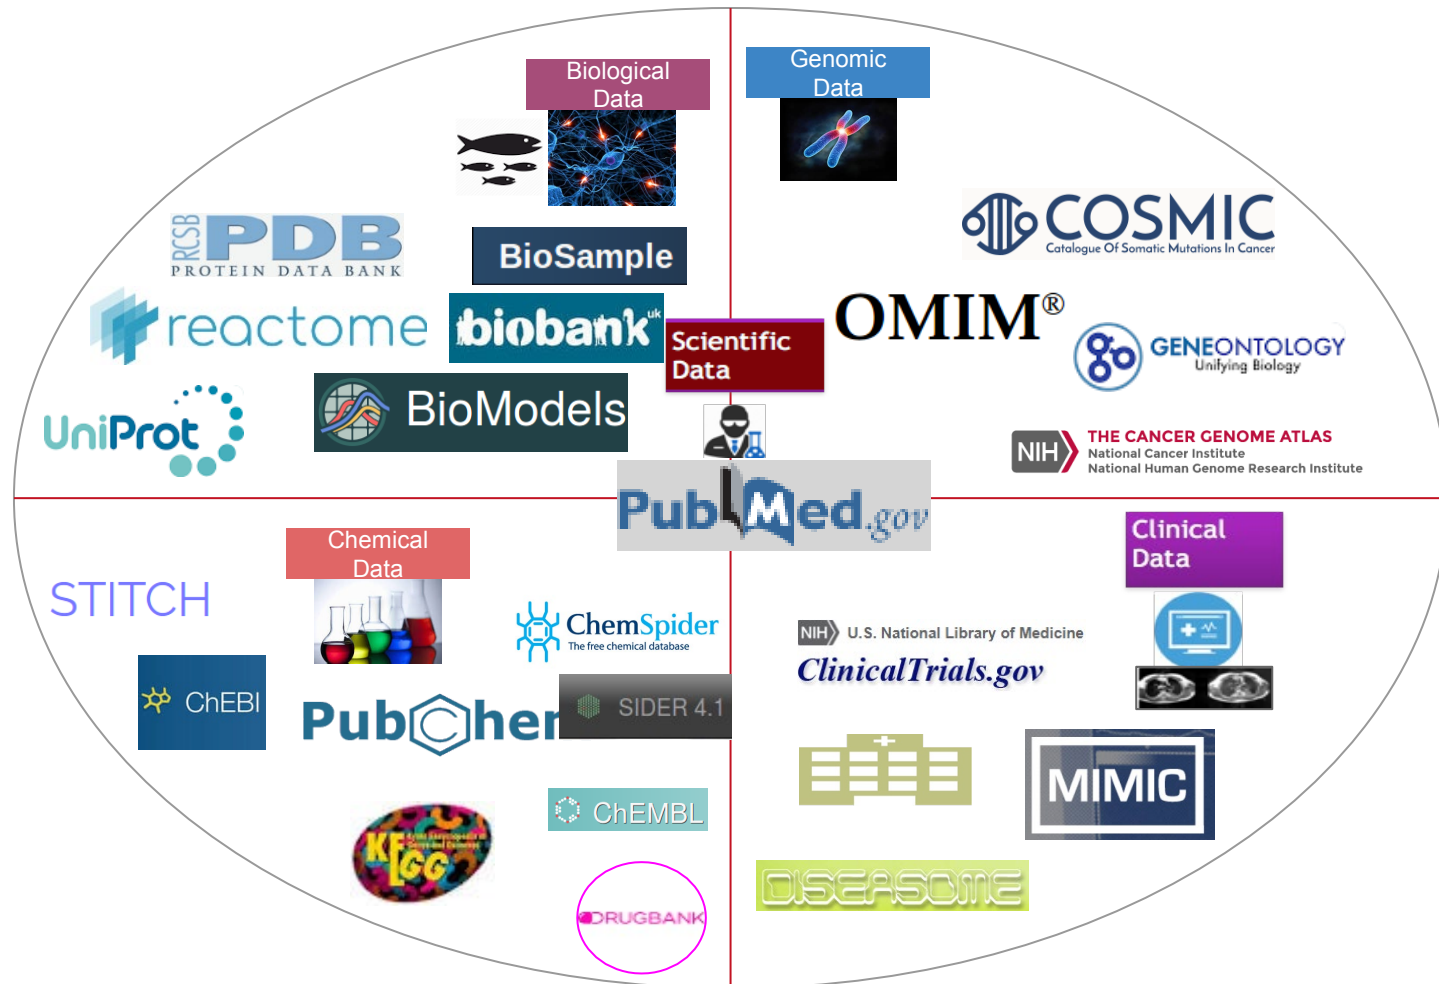 Biological
Data
Genomic
Data
COSMIC
Catalogue Of Somatic Mutations In Cancer
RCSB
PDB
PROTEIN DATA BANK
BioSample
reactome
biobank uk
Scientific
Data
OMIM®
GENEONTOLOGY
Unifying Biology
UniProt
BioModels
NIH
THE CANCER GENOME ATLAS
National Cancer Institute
National Human Genome Research Institute
PubMed.gov
Chemical
Data
Clinical
Data
STITCH
ChemSpider
The free chemical database
NIH U.S. National Library of Medicine
ClinicalTrials.gov
ChEBI
PubCher
SIDER 4.1
MIMIC
ChEMBL
KEGG
DISEASOME
DRUGBANK